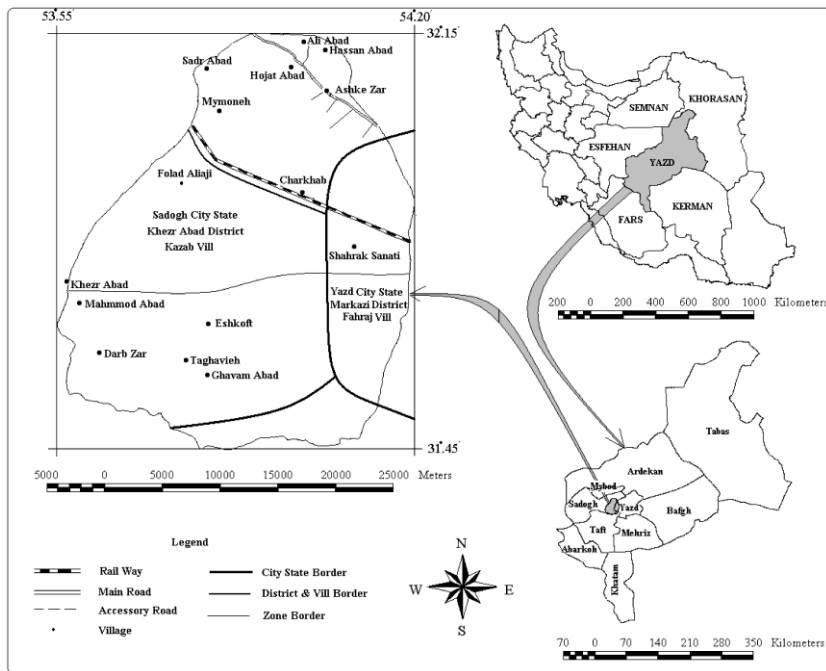 53.55
54.20
32.15
Ali Abad
Hassan Abad
Sadr Abad
Hojat Abad
Ashke Zar
Mymoneh
Folad Aliaji
Charkhab
Sadogh City State
Khezr Abad District
Kazab Vill
Shahrak Sanati
Khezr Abad
Mahmmod Abad
Yazd City State
Markazi District
Fahraj Vill
Eshkoft
Darb Zar
Taghavieh
Ghavam Abad
31.45
5000 0 5000 10000 15000 20000 25000 Meters
SEMNAN
KHORASAN
ESFEHAN
YAZD
FARS
KERMAN
200 0 200 400 600 800 1000 Kilometers
Tabas
Ardekan
Mybod
Sadogh
Yazd
Bafgh
Taft
Mehriz
Abarkoh
Khatam
70 0 70 140 210 280 350 Kilometers
Legend
Rail Way
Main Road
Accessory Road
Village
City State Border
District & Vill Border
Zone Border
N
W E
S